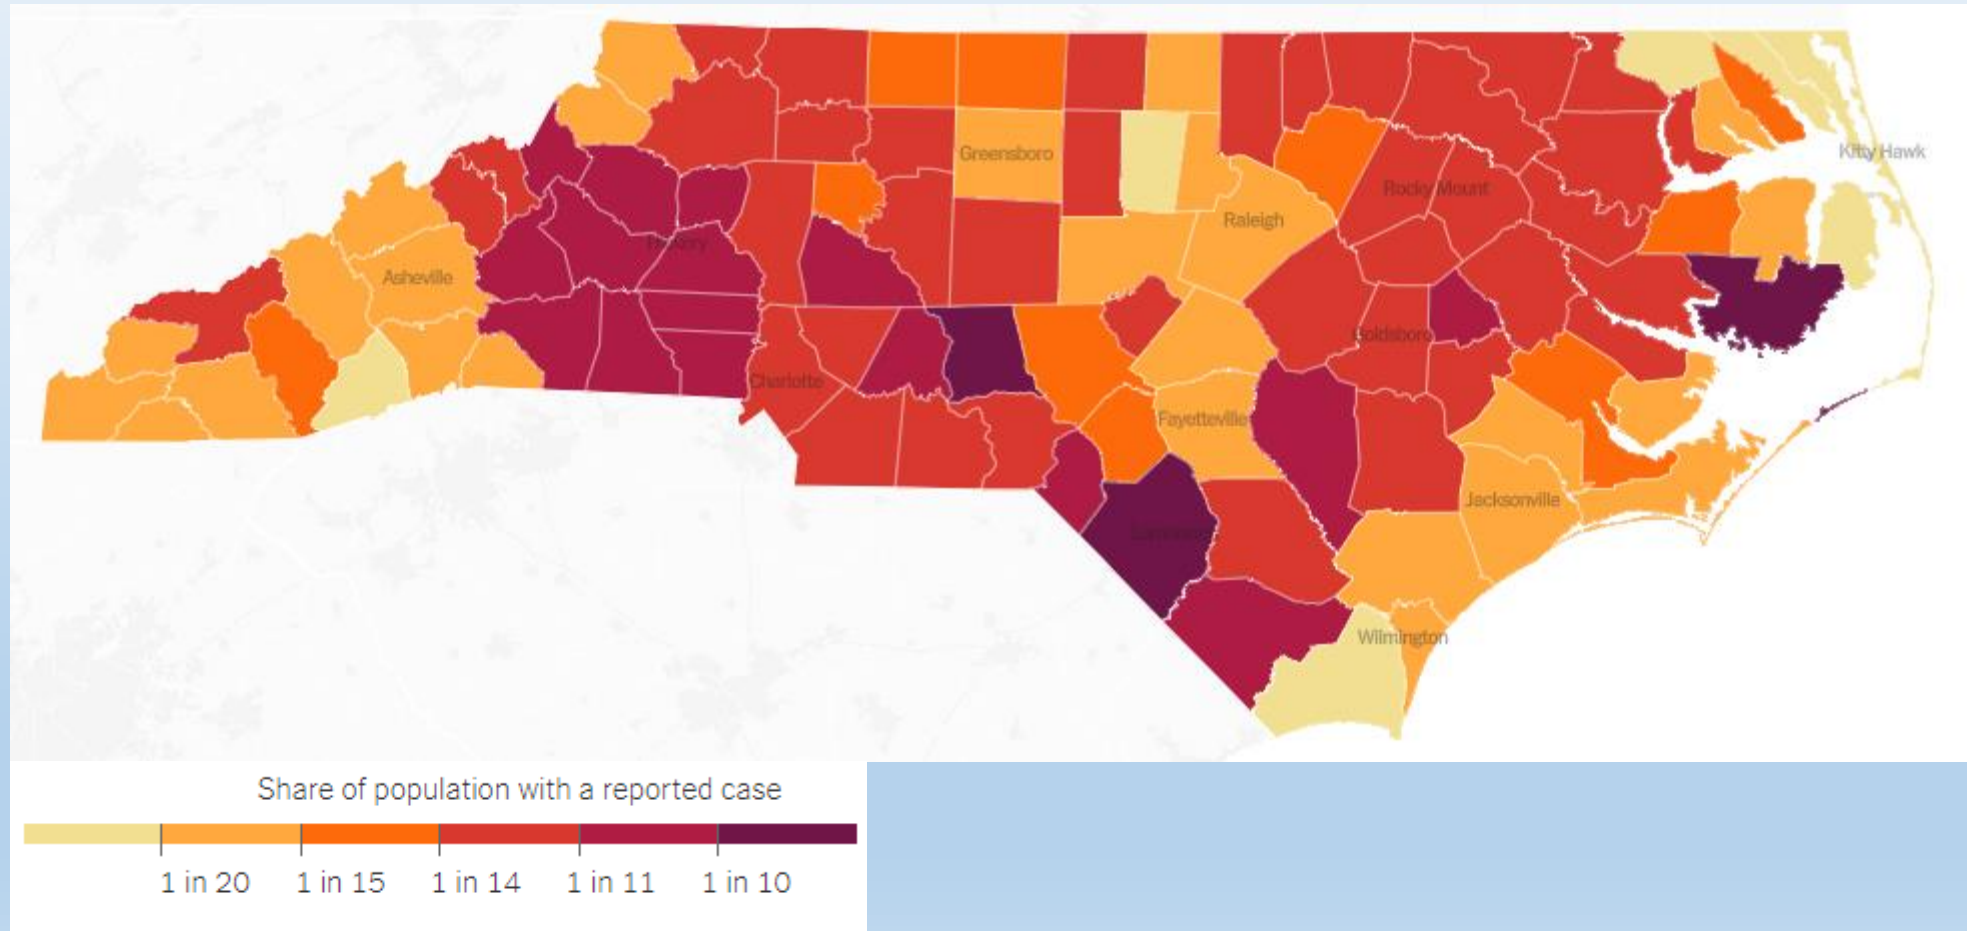 Greensboro
Kitty Hawk
Rocky Mount
Raleigh
Hickory
Asheville
Goldsboro
Charlotte
Fayetteville
Jacksonville
Wilmington
Share of population with a reported case
1 in 20 1 in 15 1 in 14 1 in 11 1 in 10